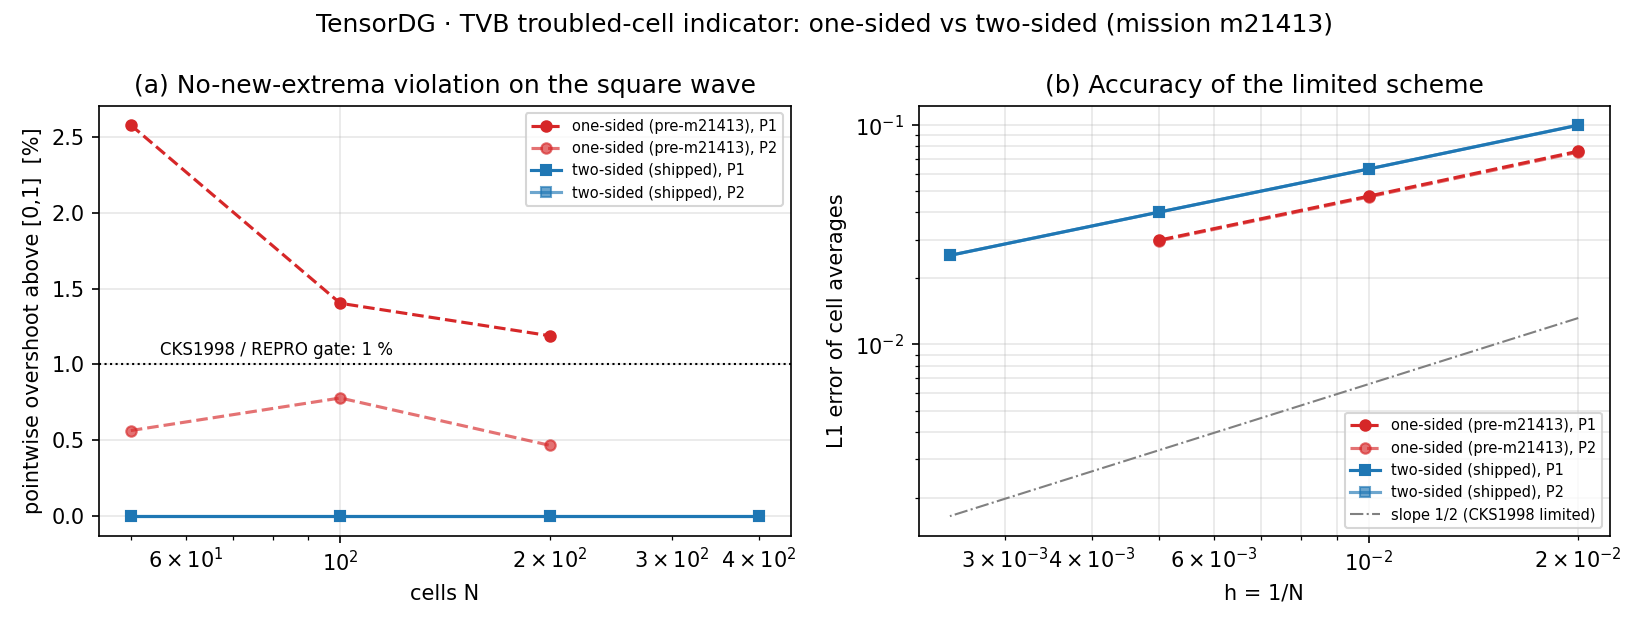 TensorDG · TVB troubled-cell indicator: one-sided vs two-sided (mission m21413)
(a) No-new-extrema violation on the square wave
pointwise overshoot above [0,1] [%]
2.5
2.0
1.5
1.0
0.5
0.0
one-sided (pre-m21413), P1
one-sided (pre-m21413), P2
two-sided (shipped), P1
two-sided (shipped), P2
CKS1998 / REPRO gate: 1 %
6 × 10¹
10²
2 × 10²
3 × 10²
4 × 10²
cells N
(b) Accuracy of the limited scheme
L1 error of cell averages
10⁻¹
10⁻²
one-sided (pre-m21413), P1
one-sided (pre-m21413), P2
two-sided (shipped), P1
two-sided (shipped), P2
slope 1/2 (CKS1998 limited)
3 × 10⁻³
4 × 10⁻³
6 × 10⁻³
10⁻²
2 × 10⁻²
h = 1/N